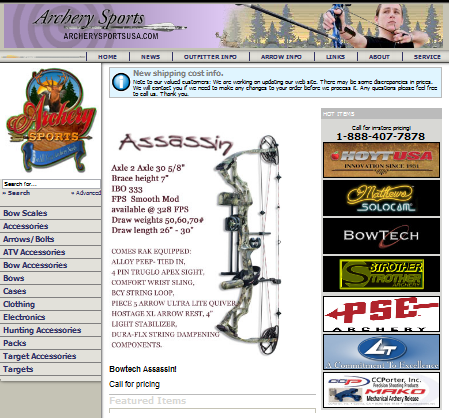 Archery Sports
ARCHERYSPORTSUSA.COM
HOME
NEWS
OUTFITTER INFO
ARROW INFO
LINKS
ABOUT
SERVICE
Archery
SPORTS
Search for...
» Search
» Advanced
Bow Scales
Accessories
Arrows/Bolts
ATV Accessories
Bow Accessories
Bows
Cases
Clothing
Electronics
Hunting Accessories
Packs
Target Accessories
Targets
New shipping cost info.
Note to our valued customers: We are working on updating our web site. There may be some discrepancies in prices.
We will contact you if we need to make any changes to your order before we process it. Any questions please feel free
to call us. Thank you.
Assassin
Axle 2 Axle 30 5/8"
Brace height 7"
IBO 333
FPS Smooth Mod
available @ 328 FPS
Draw weights 50,60,70#
Draw length 26" - 30"
COMES RAK EQUIPPED:
ALLOY PEEP- TIED IN,
4 PIN TRUGLO APEX SIGHT,
COMFORT WRIST SLING,
BCY STRING LOOP,
PIECE 5 ARROW ULTRA LITE QUIVER
HOSTAGE XL ARROW REST, 4"
LIGHT STABILIZER,
DURA-FLX STRING DAMPENING
COMPONENTS.
Bowtech Assassin!
Call for pricing
Featured Items
HOT ITEMS
Call for instore pricing!
1-888-407-7878
HOYT USA
INNOVATION SINCE 1931
Mathews
SOLOCAM
BOWTECH
STROTHER
STROTHER
ARCHERY
PSE
ARCHERY
LT
A Commitment To Excellence
CCPorter, Inc.
Precision Shooting Products
MAKO
Mechanical Arrow Release